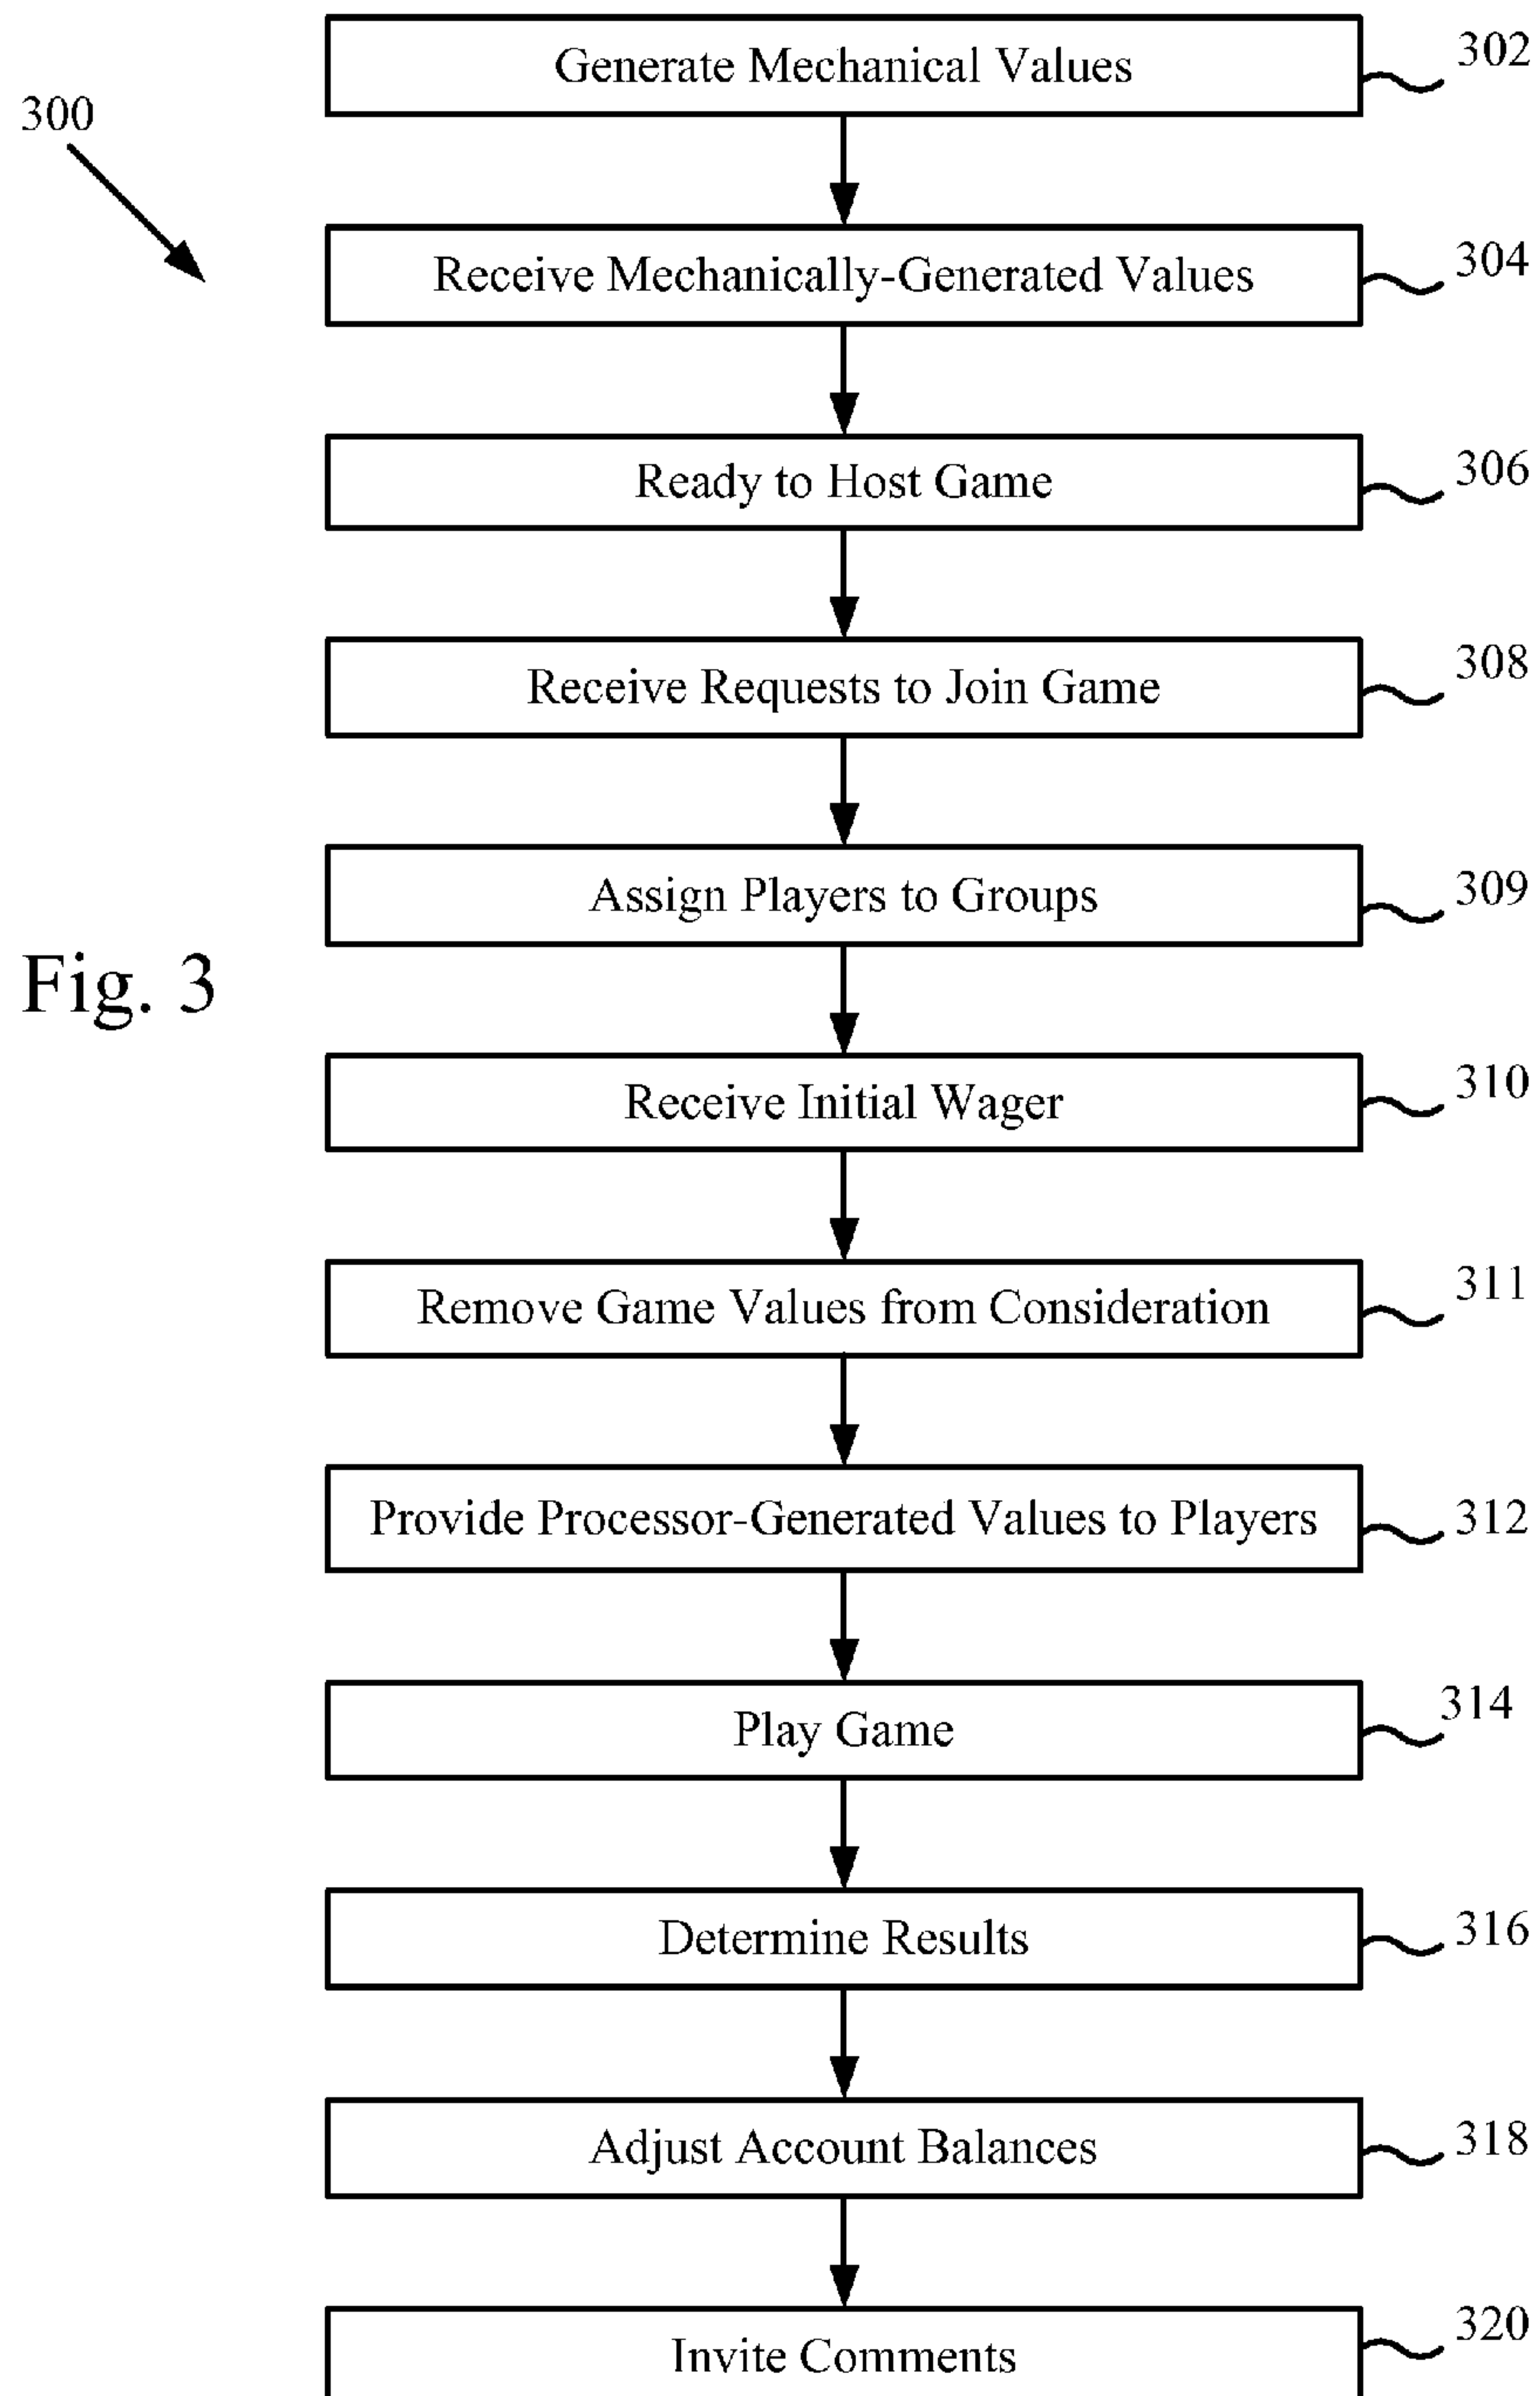 Generate Mechanical Values
302
300
Receive Mechanically-Generated Values
304
Ready to Host Game
306
Receive Requests to Join Game
308
Assign Players to Groups
309
Fig. 3
Receive Initial Wager
310
Remove Game Values from Consideration
311
Provide Processor-Generated Values to Players
312
Play Game
314
Determine Results
316
Adjust Account Balances
318
Invite Comments
320